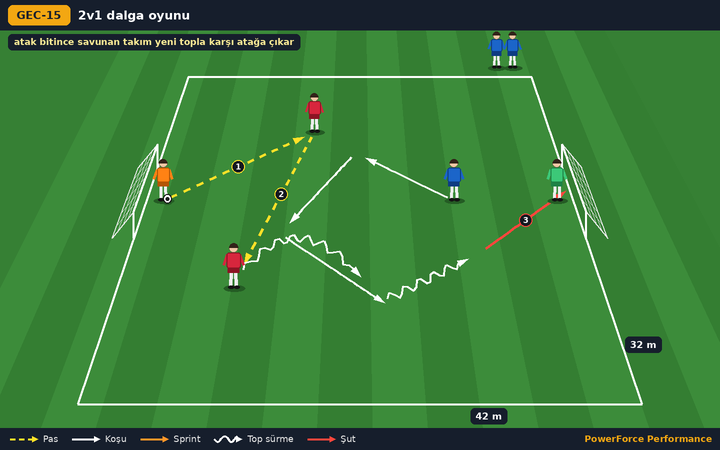 GEC-15 2v1 dalga oyunu
atak bitince savunan takım yeni topla karşı atağa çıkar
1
2
3
32 m
42 m
Pas Koşu Sprint Top sürme Şut PowerForce Performance